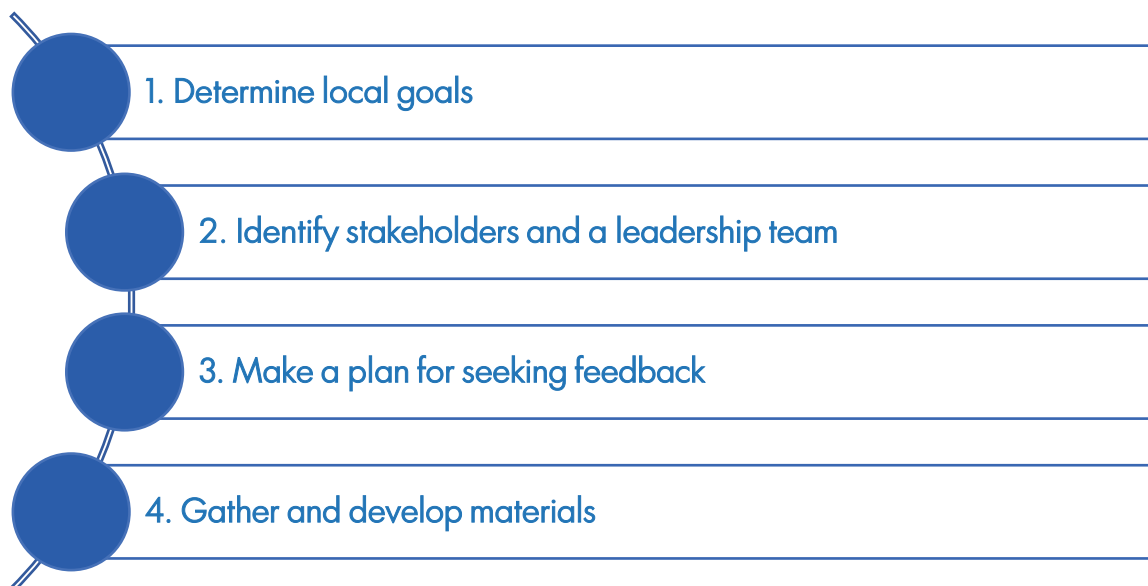 1. Determine local goals
2. Identify stakeholders and a leadership team
3. Make a plan for seeking feedback
4. Gather and develop materials